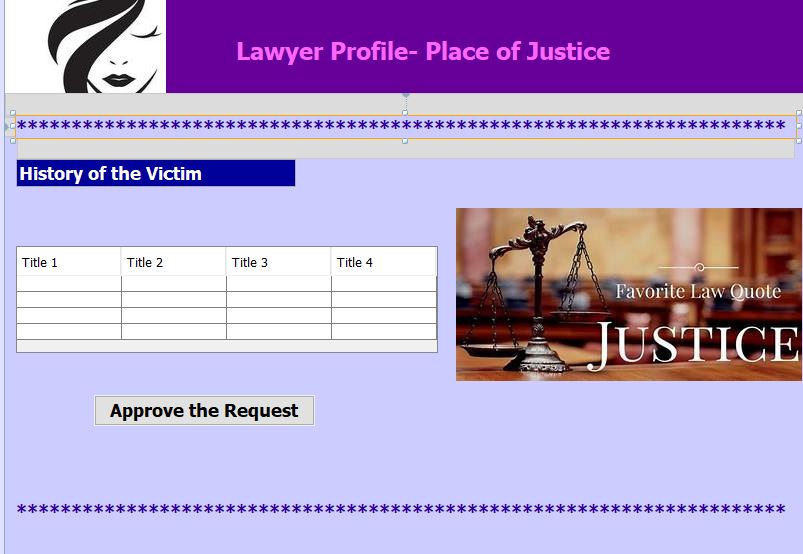 Lawyer Profile- Place of Justice
**********************************************************************
History of the Victim
Title 1 Title 2 Title 3 Title 4
Favorite Law Quote
JUSTICE
Approve the Request
**********************************************************************